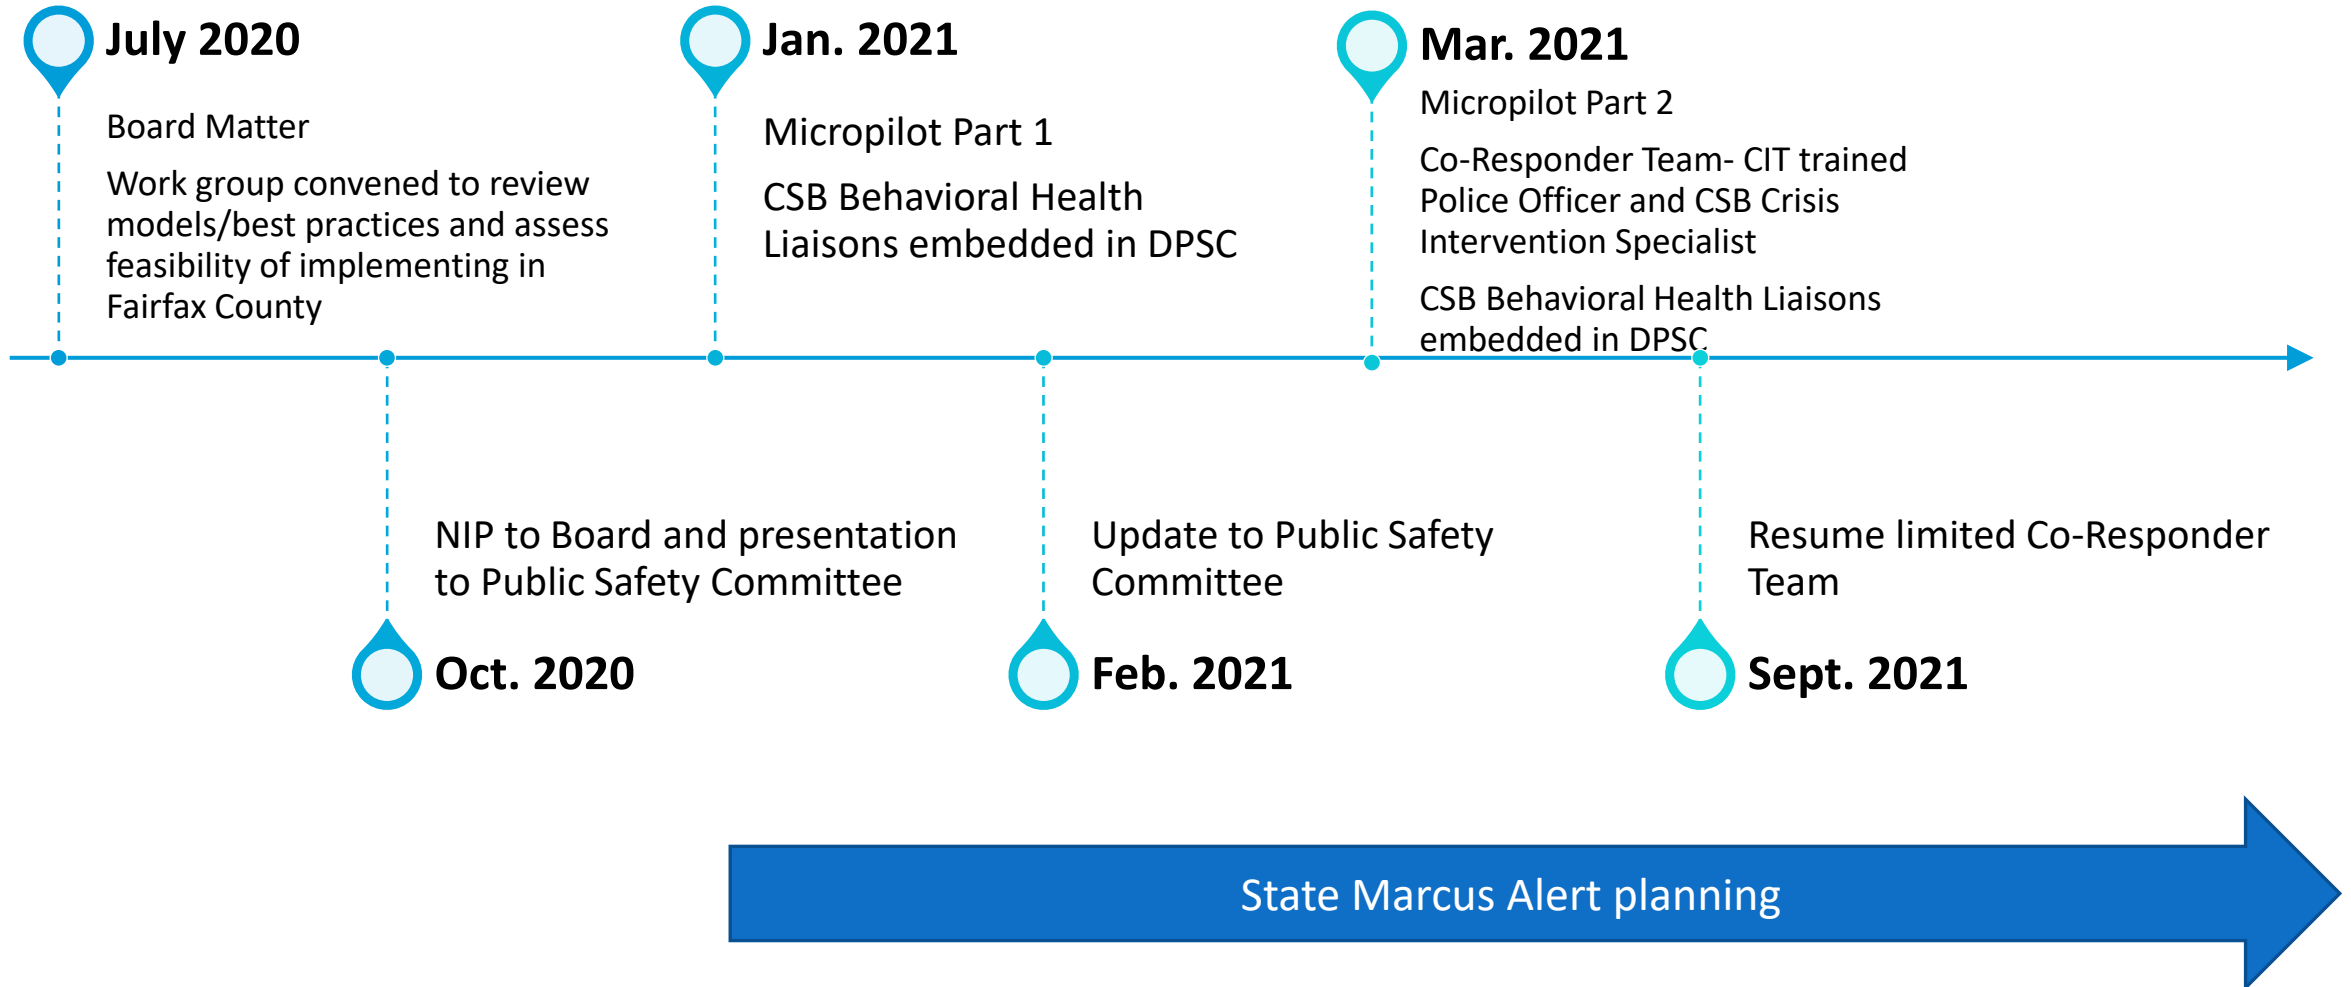 July 2020
Board Matter
Work group convened to review
models/best practices and assess
feasibility of implementing in
Fairfax County
Oct. 2020
NIP to Board and presentation
to Public Safety Committee
Jan. 2021
Micropilot Part 1
CSB Behavioral Health
Liaisons embedded in DPSC
Feb. 2021
Update to Public Safety
Committee
Mar. 2021
Micropilot Part 2
Co-Responder Team- CIT trained
Police Officer and CSB Crisis
Intervention Specialist
CSB Behavioral Health Liaisons
embedded in DPSC
Sept. 2021
Resume limited Co-Responder
Team
State Marcus Alert planning